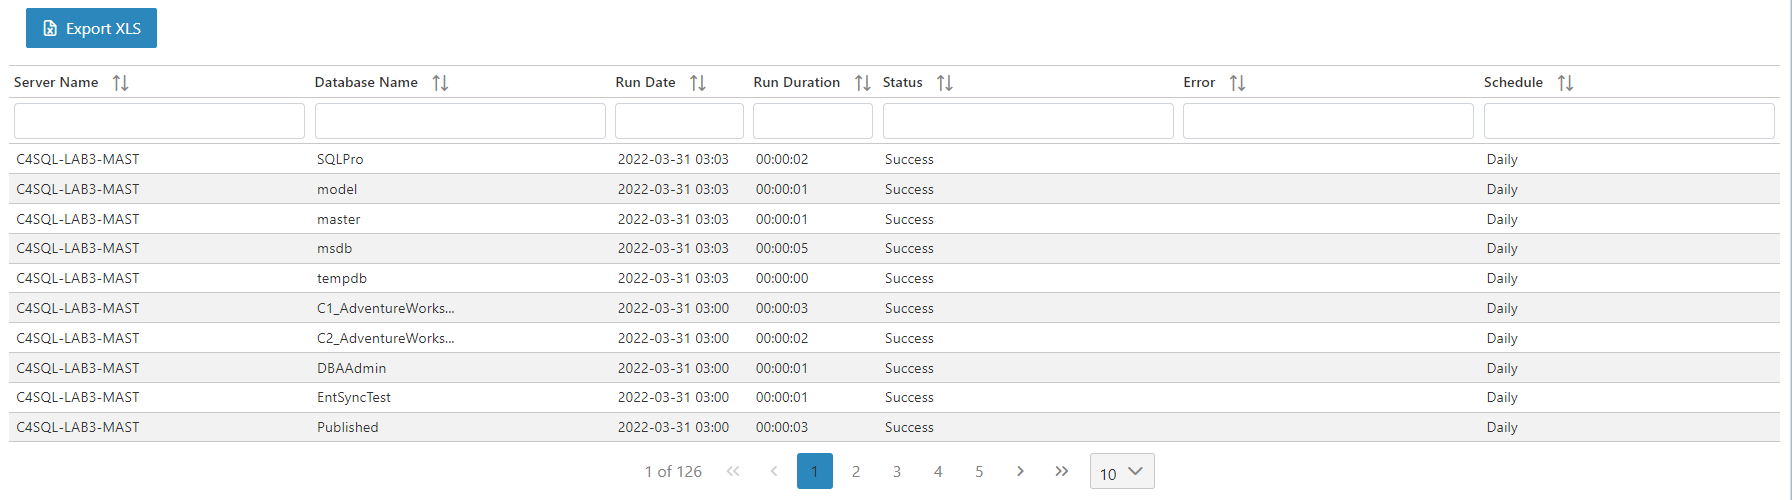 Export XLS
Server Name Database Name Run Date Run Duration Status Error Schedule
C4SQL-LAB3-MAST SQLPro 2022-03-31 03:03 00:00:02 Success Daily
C4SQL-LAB3-MAST model 2022-03-31 03:03 00:00:01 Success Daily
C4SQL-LAB3-MAST master 2022-03-31 03:03 00:00:01 Success Daily
C4SQL-LAB3-MAST msdb 2022-03-31 03:03 00:00:05 Success Daily
C4SQL-LAB3-MAST tempdb 2022-03-31 03:03 00:00:00 Success Daily
C4SQL-LAB3-MAST C1_AdventureWorks... 2022-03-31 03:00 00:00:03 Success Daily
C4SQL-LAB3-MAST C2_AdventureWorks... 2022-03-31 03:00 00:00:02 Success Daily
C4SQL-LAB3-MAST DBAAdmin 2022-03-31 03:00 00:00:01 Success Daily
C4SQL-LAB3-MAST EntSyncTest 2022-03-31 03:00 00:00:01 Success Daily
C4SQL-LAB3-MAST Published 2022-03-31 03:00 00:00:03 Success Daily
1 of 126 1 2 3 4 5 10